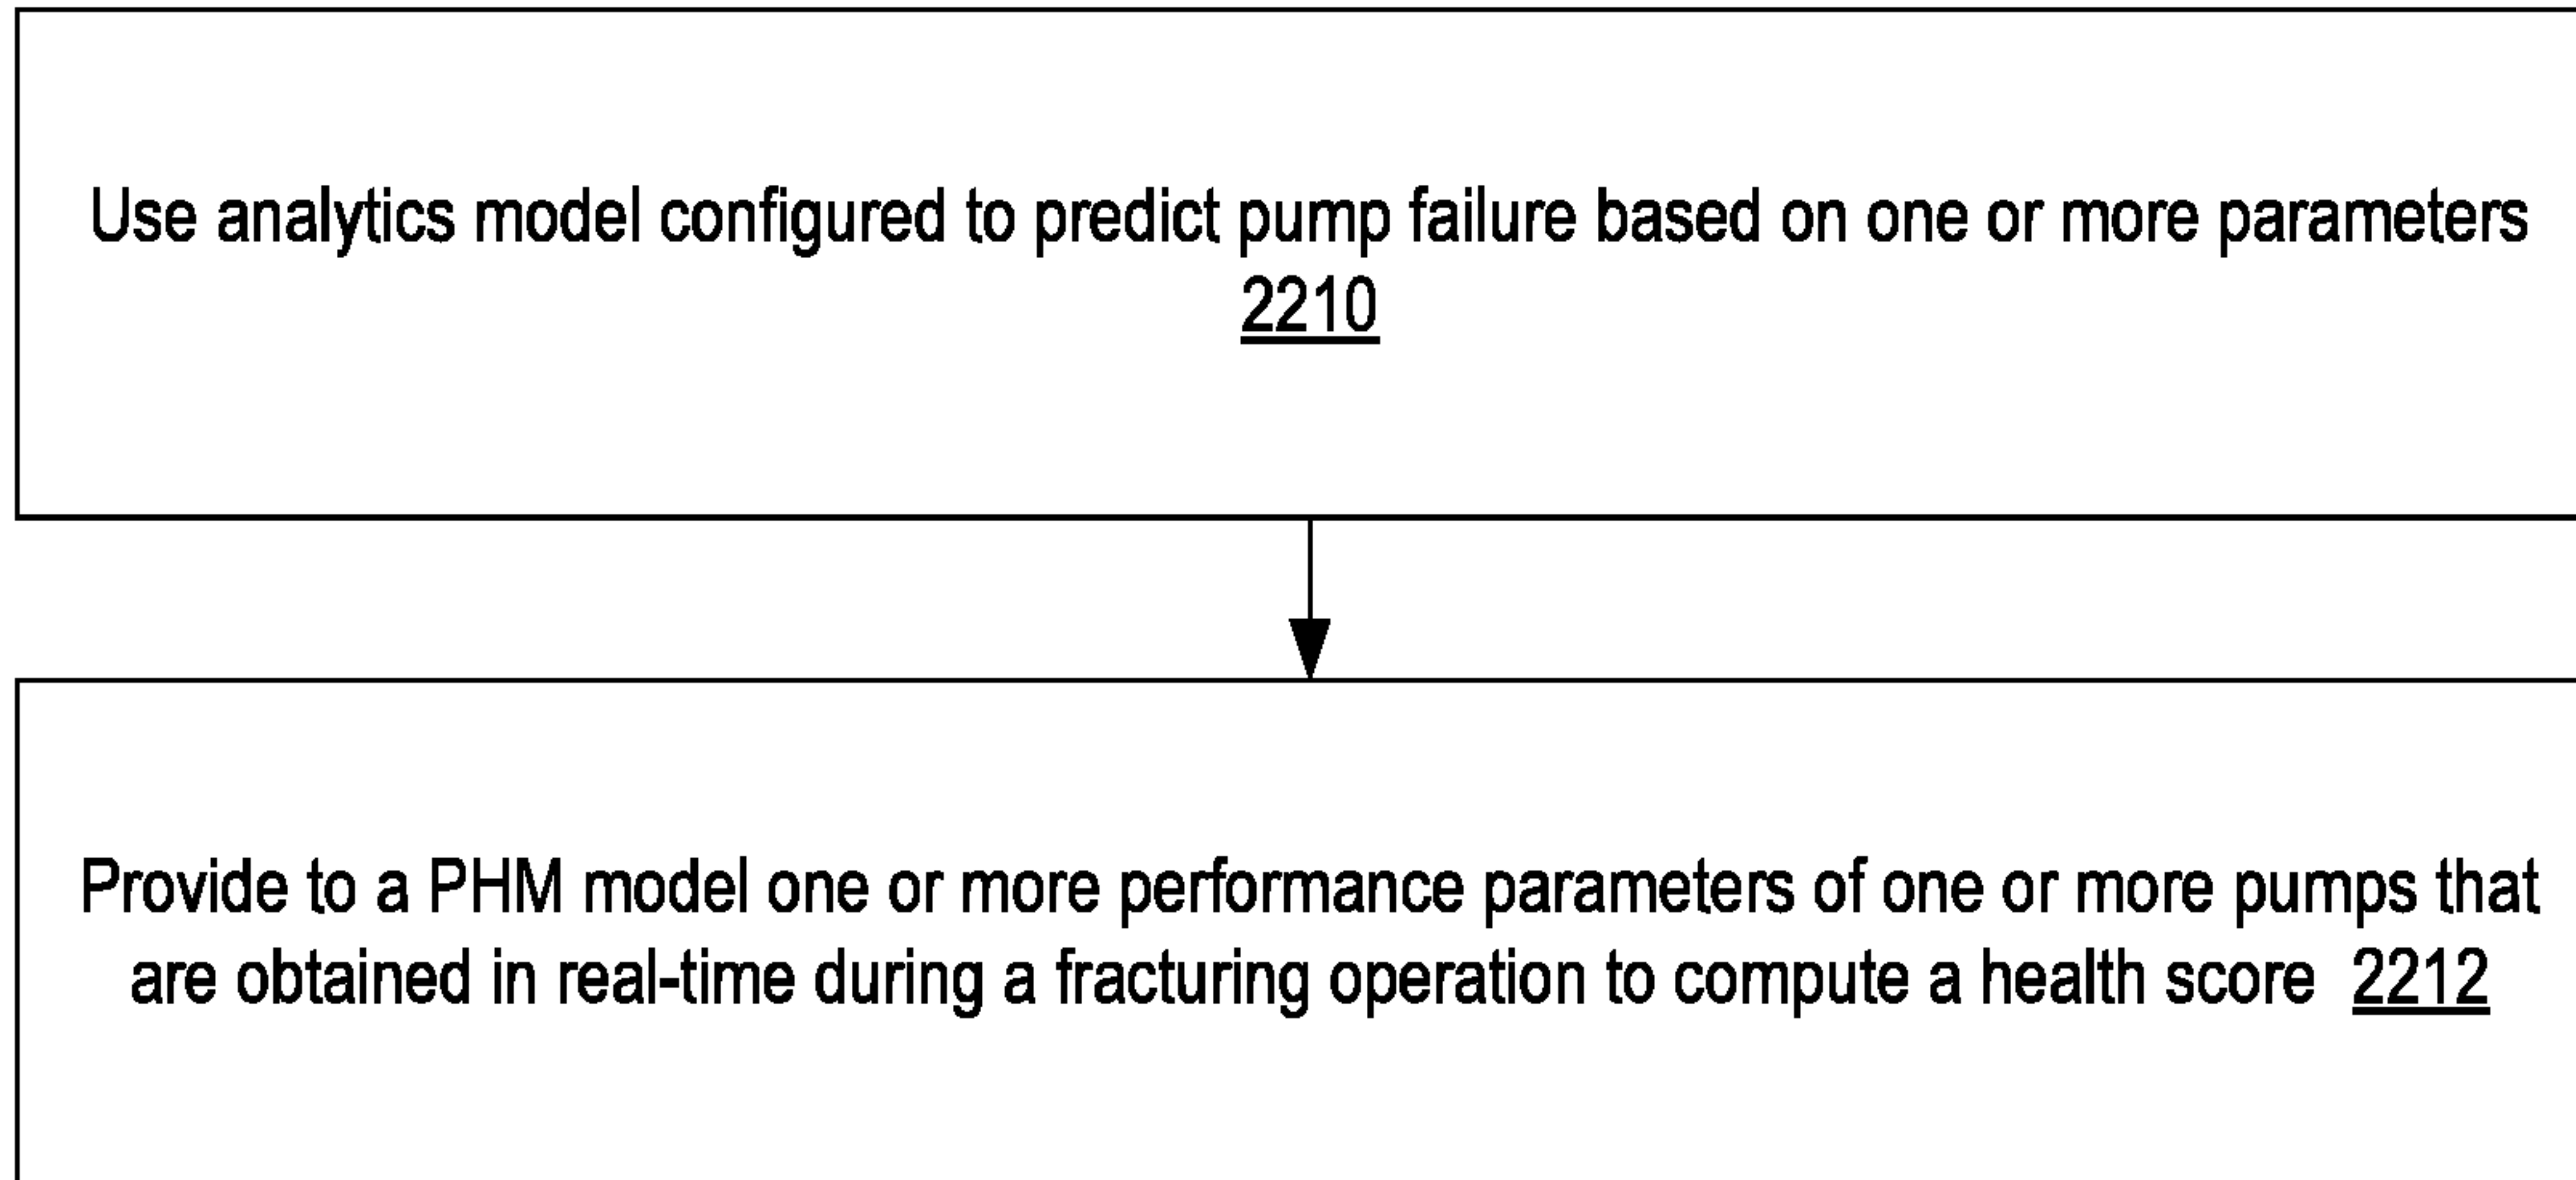 Use analytics model configured to predict pump failure based on one or more parameters
2210
Provide to a PHM model one or more performance parameters of one or more pumps that
are obtained in real-time during a fracturing operation to compute a health score 2212